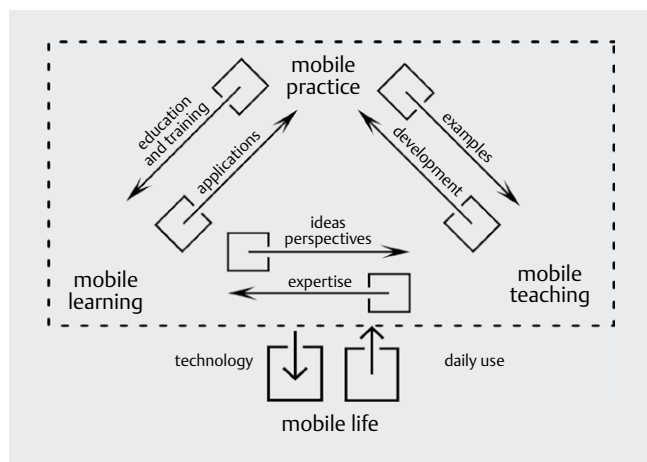 mobile
practice
education
and training
applications
examples
development
ideas
perspectives
expertise
mobile
learning
mobile
teaching
technology
daily use
mobile life